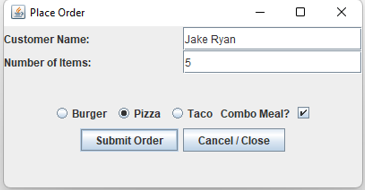 Place Order
Customer Name: Jake Ryan
Number of Items: 5
Burger Pizza Taco Combo Meal?
Submit Order Cancel / Close